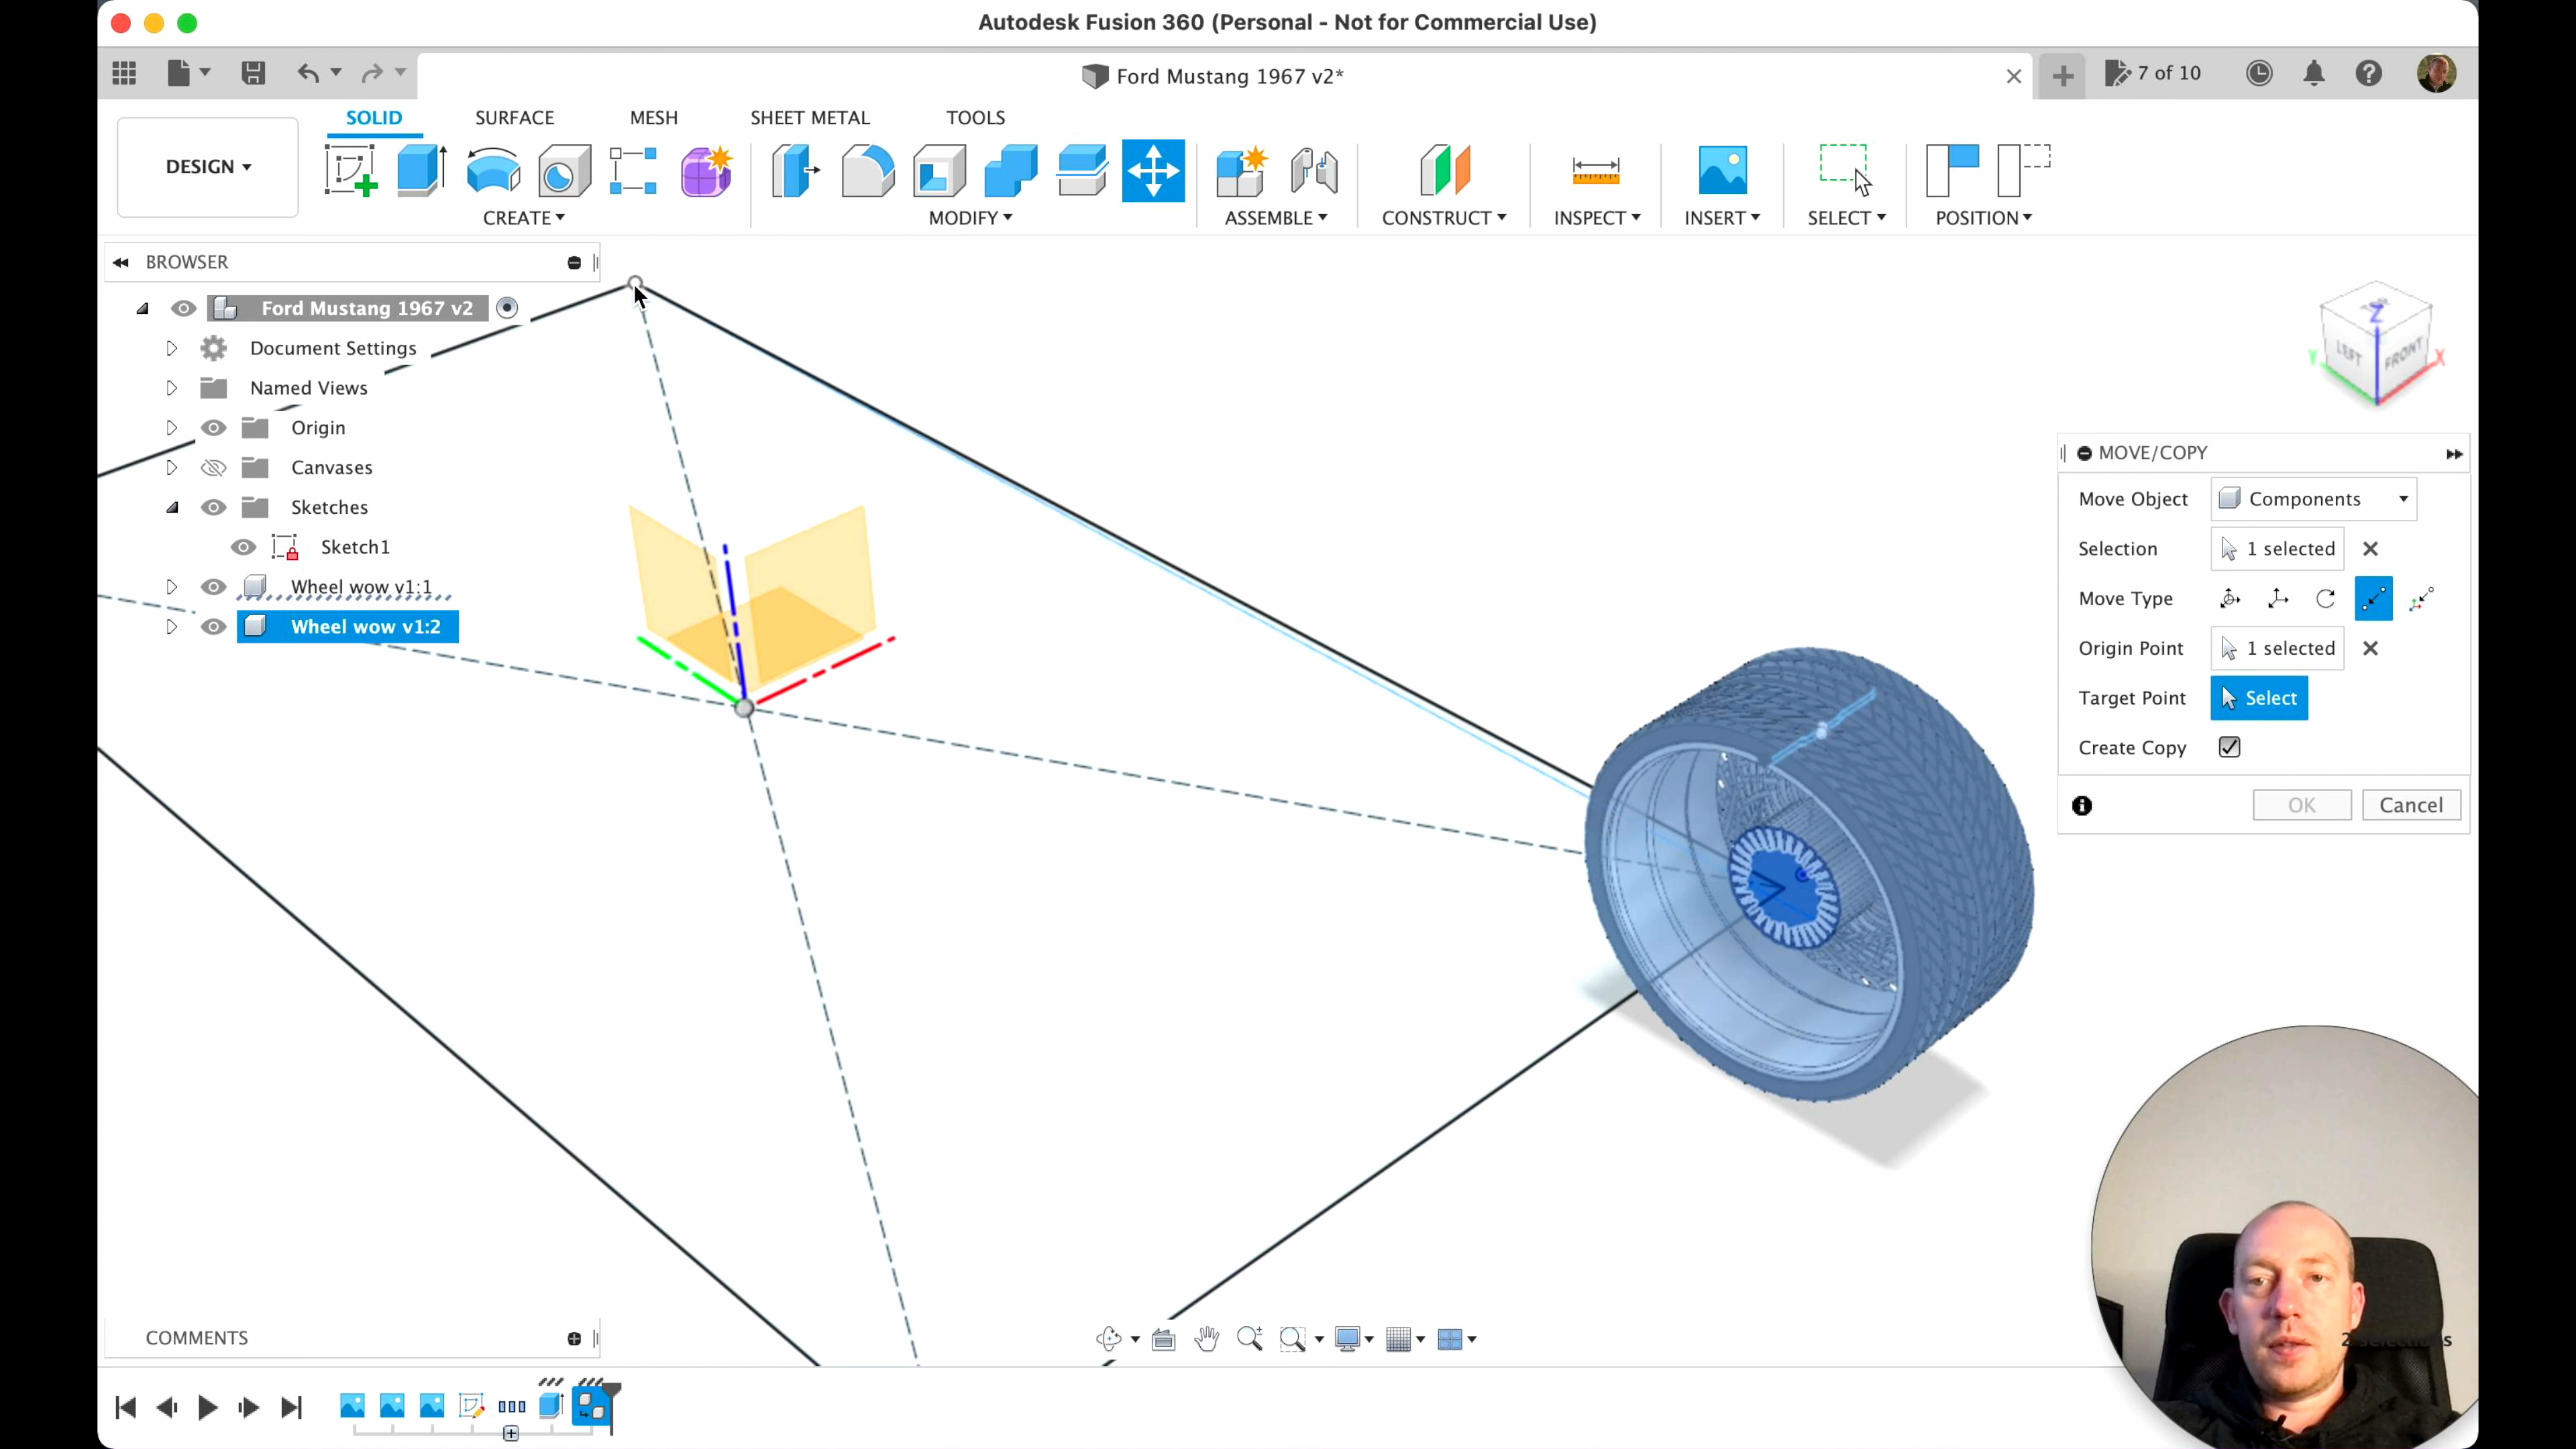 Autodesk Fusion 360 (Personal - Not for Commercial Use)
Ford Mustang 1967 v2*
7 of 10
DESIGN
SOLID
SURFACE
MESH
SHEET METAL
TOOLS
CREATE
MODIFY
ASSEMBLE
CONSTRUCT
INSPECT
INSERT
SELECT
POSITION
BROWSER
Ford Mustang 1967 v2
Document Settings
Named Views
Origin
Canvases
Sketches
Sketch1
Wheel wow v1:1
Wheel wow v1:2
Z
LEFT
FRONT
Y
X
MOVE/COPY
Move Object
Components
Selection
1 selected
Move Type
Origin Point
1 selected
Target Point
Select
Create Copy
OK
Cancel
COMMENTS